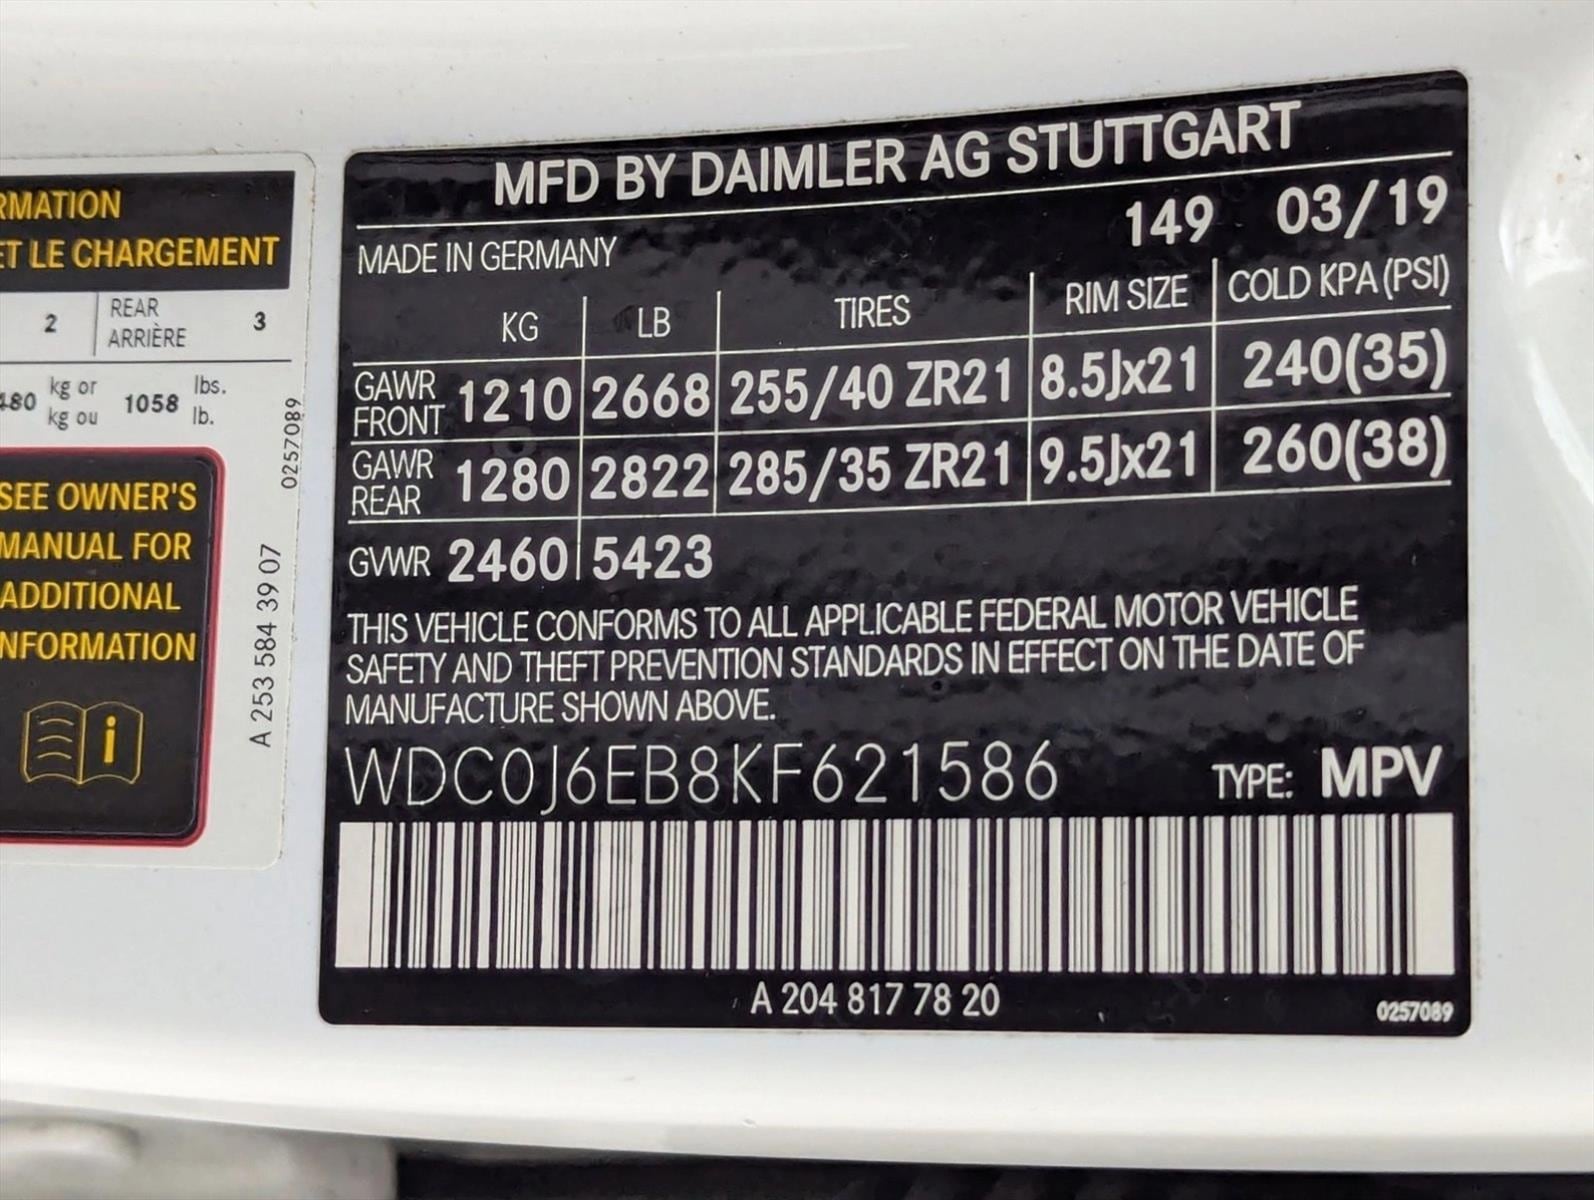 RMATION
ET LE CHARGEMENT
2 REAR ARRIÈRE 3
480 kg or kg ou 1058 lbs. lb.
SEE OWNER'S
MANUAL FOR
ADDITIONAL
INFORMATION
i
A 253 584 39 07
0257089
MFD BY DAIMLER AG STUTTGART
MADE IN GERMANY 149 03/19
KG LB TIRES RIM SIZE COLD KPA (PSI)
GAWR FRONT 1210 2668 255/40 ZR21 8.5Jx21 240(35)
GAWR REAR 1280 2822 285/35 ZR21 9.5Jx21 260(38)
GVWR 2460 5423
THIS VEHICLE CONFORMS TO ALL APPLICABLE FEDERAL MOTOR VEHICLE
SAFETY AND THEFT PREVENTION STANDARDS IN EFFECT ON THE DATE OF
MANUFACTURE SHOWN ABOVE.
WDC0J6EB8KF621586 TYPE: MPV
A 204 817 78 20
0257089